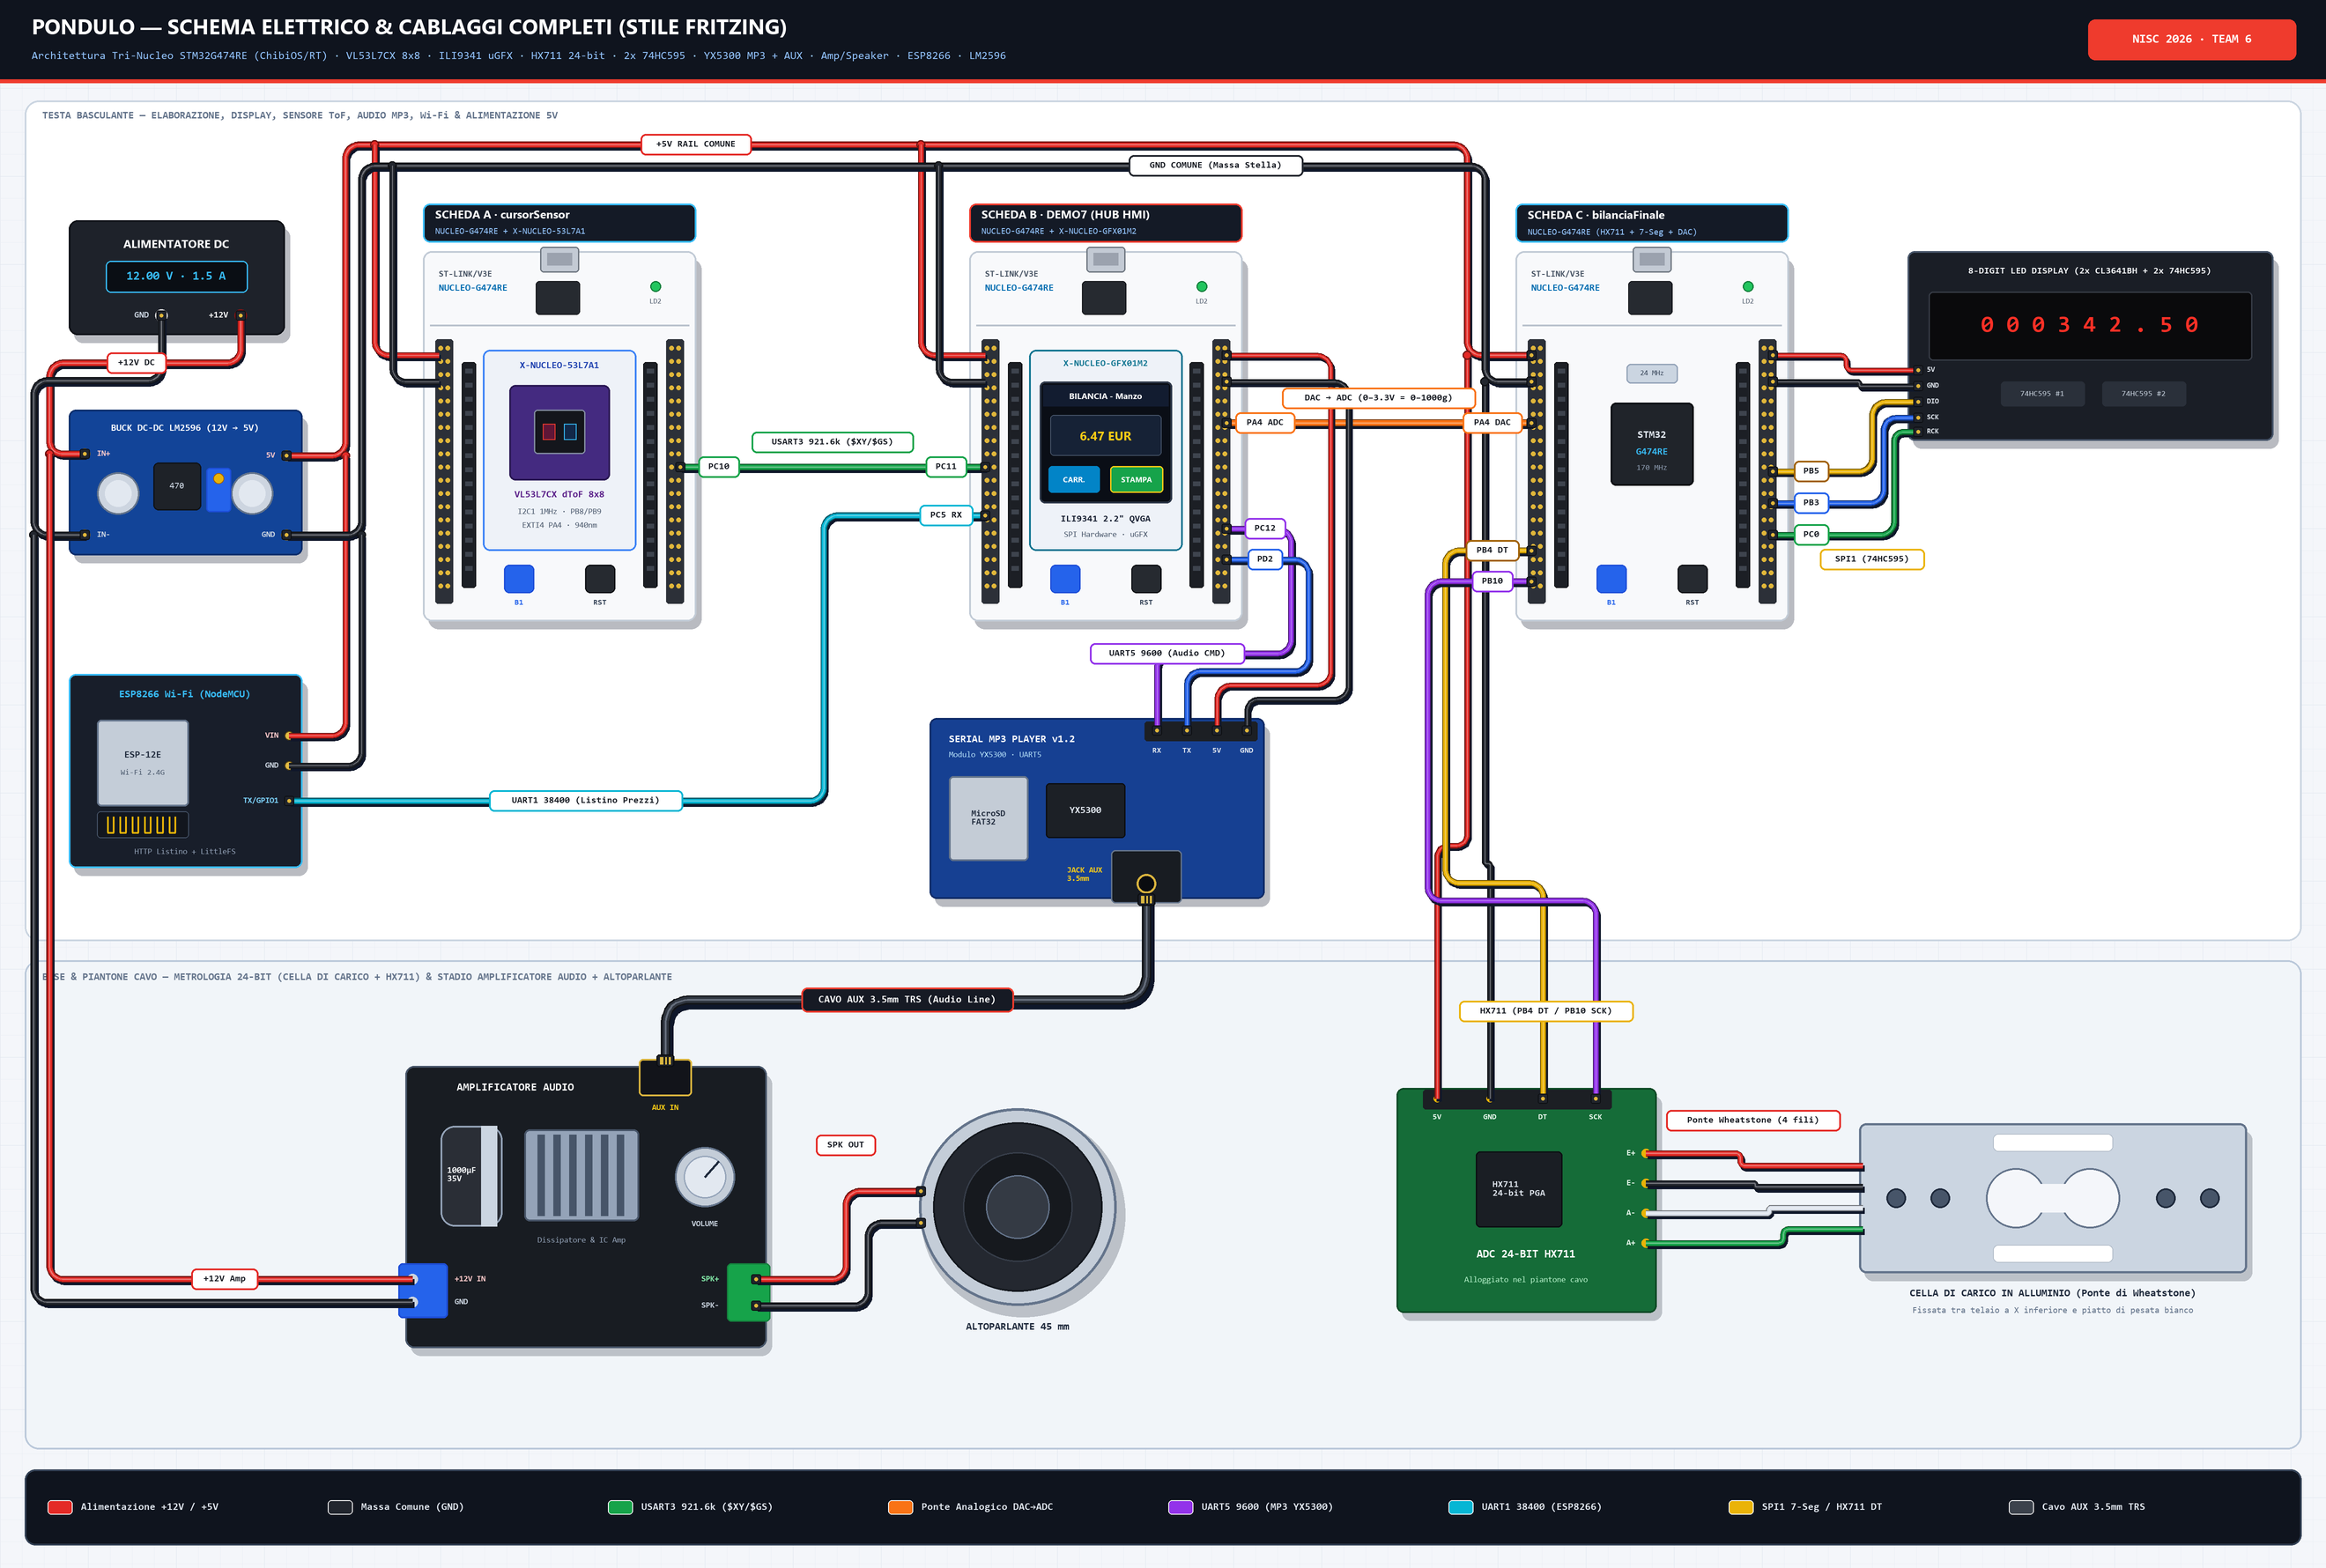 PONDULO — SCHEMA ELETTRICO & CABLAGGI COMPLETI (STILE FRITZING)
Architettura Tri-Nucleo STM32G474RE (ChibiOS/RT) · VL53L7CX 8x8 · ILI9341 uGFX · HX711 24-bit · 2x 74HC595 · YX5300 MP3 + AUX · Amp/Speaker · ESP8266 · LM2596
NISC 2026 · TEAM 6
TESTA BASCULANTE — ELABORAZIONE, DISPLAY, SENSORE ToF, AUDIO MP3, Wi-Fi & ALIMENTAZIONE 5V
+5V RAIL COMUNE
GND COMUNE (Massa Stella)
ALIMENTATORE DC
12.00 V · 1.5 A
GND
+12V
+12V DC
BUCK DC-DC LM2596 (12V → 5V)
IN+
5V
470
IN-
GND
ESP8266 Wi-Fi (NodeMCU)
ESP-12E
Wi-Fi 2.4G
VIN
GND
TX/GPIO1
HTTP Listino + LittleFS
UART1 38400 (Listino Prezzi)
SCHEDA A · cursorSensor
NUCLEO-G474RE + X-NUCLEO-53L7A1
ST-LINK/V3E
NUCLEO-G474RE
LD2
X-NUCLEO-53L7A1
VL53L7CX dToF 8x8
I2C1 1MHz · PB8/PB9
EXTI4 PA4 · 940nm
B1
RST
USART3 921.6k ($XY/$GS)
PC10
PC11
PC5 RX
SCHEDA B · DEMO7 (HUB HMI)
NUCLEO-G474RE + X-NUCLEO-GFX01M2
ST-LINK/V3E
NUCLEO-G474RE
LD2
X-NUCLEO-GFX01M2
BILANCIA - Manzo
6.47 EUR
CARR.
STAMPA
ILI9341 2.2" QVGA
SPI Hardware · uGFX
B1
RST
DAC → ADC (0–3.3V = 0–1000g)
PA4 ADC
PA4 DAC
PC12
PD2
UART5 9600 (Audio CMD)
PB4 DT
PB10
SCHEDA C · bilanciaFinale
NUCLEO-G474RE (HX711 + 7-Seg + DAC)
ST-LINK/V3E
NUCLEO-G474RE
LD2
24 MHz
STM32
G474RE
170 MHz
B1
RST
PB5
PB3
PC0
SPI1 (74HC595)
8-DIGIT LED DISPLAY (2x CL3641BH + 2x 74HC595)
000342.50
5V
GND
DIO
SCK
RCK
74HC595 #1
74HC595 #2
SERIAL MP3 PLAYER v1.2
Modulo YX5300 · UART5
RX
TX
5V
GND
MicroSD
FAT32
YX5300
JACK AUX
3.5mm
SE & PIANTONE CAVO — METROLOGIA 24-BIT (CELLA DI CARICO + HX711) & STADIO AMPLIFICATORE AUDIO + ALTOPARLANTE
CAVO AUX 3.5mm TRS (Audio Line)
HX711 (PB4 DT / PB10 SCK)
AMPLIFICATORE AUDIO
AUX IN
1000µF
35V
Dissipatore & IC Amp
VOLUME
+12V Amp
+12V IN
GND
SPK+
SPK-
SPK OUT
ALTOPARLANTE 45 mm
5V
GND
DT
SCK
HX711
24-bit PGA
E+
E-
A-
A+
ADC 24-BIT HX711
Alloggiato nel piantone cavo
Ponte Wheatstone (4 fili)
CELLA DI CARICO IN ALLUMINIO (Ponte di Wheatstone)
Fissata tra telaio a X inferiore e piatto di pesata bianco
Alimentazione +12V / +5V
Massa Comune (GND)
USART3 921.6k ($XY/$GS)
Ponte Analogico DAC→ADC
UART5 9600 (MP3 YX5300)
UART1 38400 (ESP8266)
SPI1 7-Seg / HX711 DT
Cavo AUX 3.5mm TRS